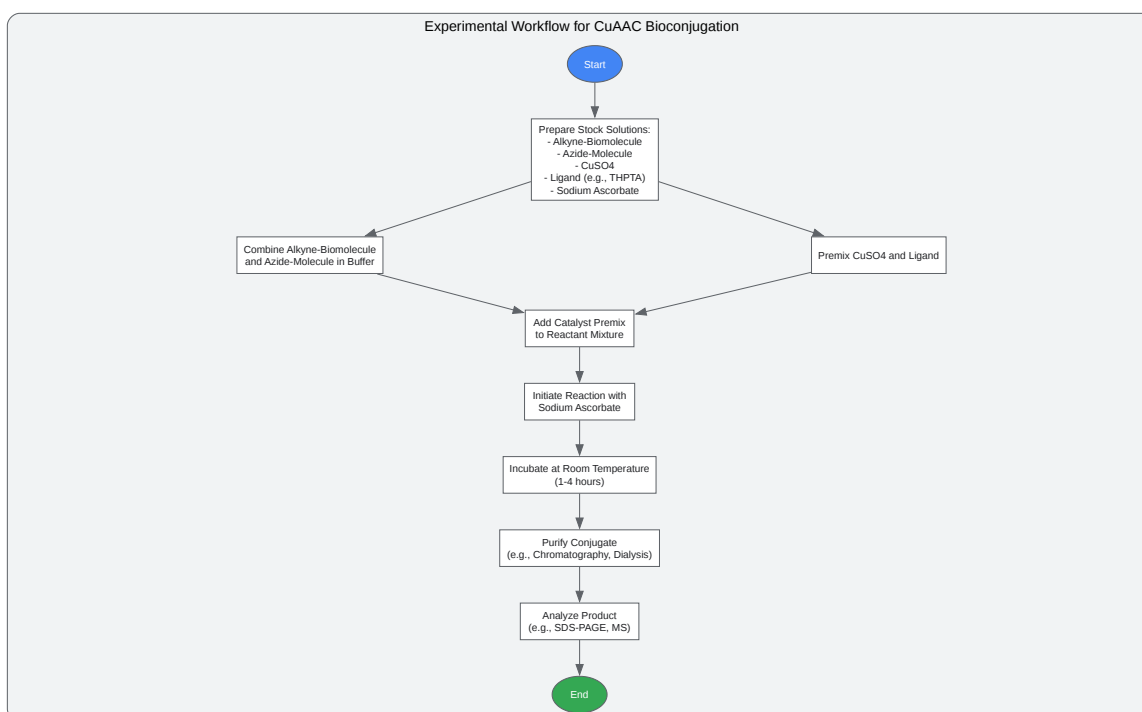 Experimental Workflow for CuAAC Bioconjugation
Start
Prepare Stock Solutions:
- Alkyne-Biomolecule
- Azide-Molecule
- CuSO4
- Ligand (e.g., THPTA)
- Sodium Ascorbate
Combine Alkyne-Biomolecule
and Azide-Molecule in Buffer
Premix CuSO4 and Ligand
Add Catalyst Premix
to Reactant Mixture
Initiate Reaction with
Sodium Ascorbate
Incubate at Room Temperature
(1-4 hours)
Purify Conjugate
(e.g., Chromatography, Dialysis)
Analyze Product
(e.g., SDS-PAGE, MS)
End